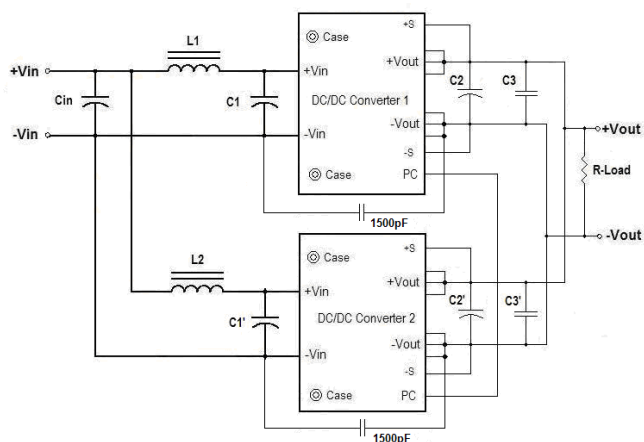 +S
Case
L1
+Vin
+Vin
+Vout
C2
C3
Cin
C1
DC/DC Converter 1
-Vin
-Vin
-Vout
+Vout
-S
R-Load
Case
PC
1500pF
-Vout
+S
L2
Case
+Vin
+Vout
C2'
C3'
C1'
DC/DC Converter 2
-Vout
-Vin
-S
Case
PC
1500pF